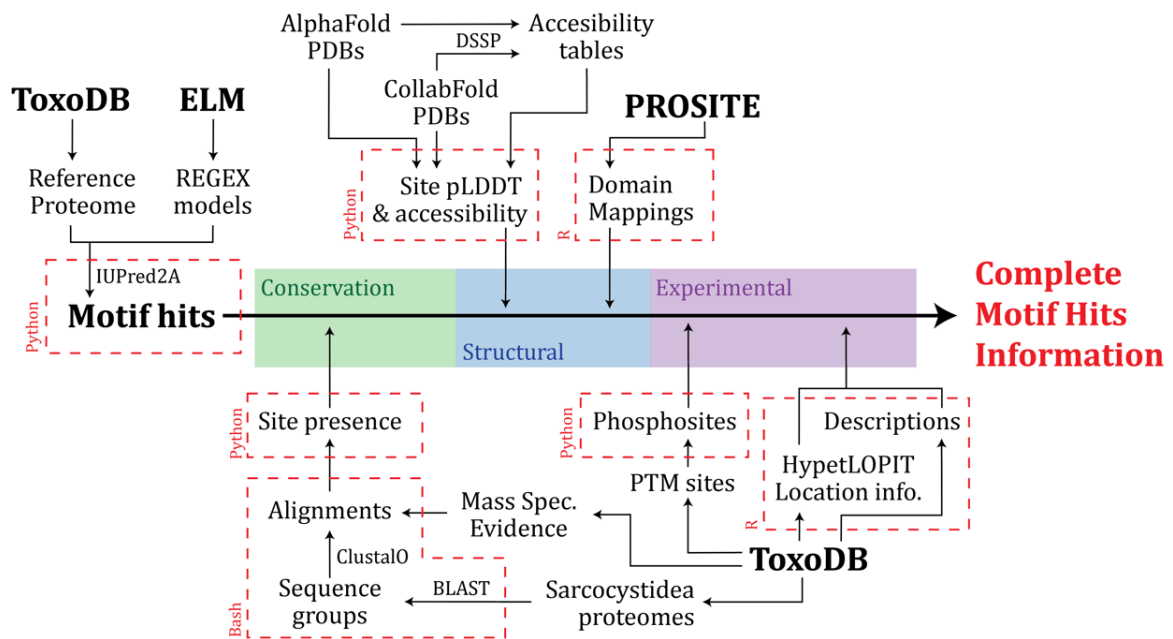 AlphaFold
PDBs
DSSP
Accesibility
tables
CollabFold
PDBs
ToxoDB
ELM
PROSITE
Reference
Proteome
REGEX
models
Python
Site pLDDT
& accessibility
R
Domain
Mappings
IUPred2A
Python
Motif hits
Conservation
Structural
Experimental
Complete
Motif Hits
Information
Python
Site presence
Python
Phosphosites
Descriptions
HypetLOPIT
Location info.
R
PTM sites
Alignments
Mass Spec.
Evidence
ClustalO
ToxoDB
Bash
Sequence
groups
BLAST
Sarcocystidea
proteomes